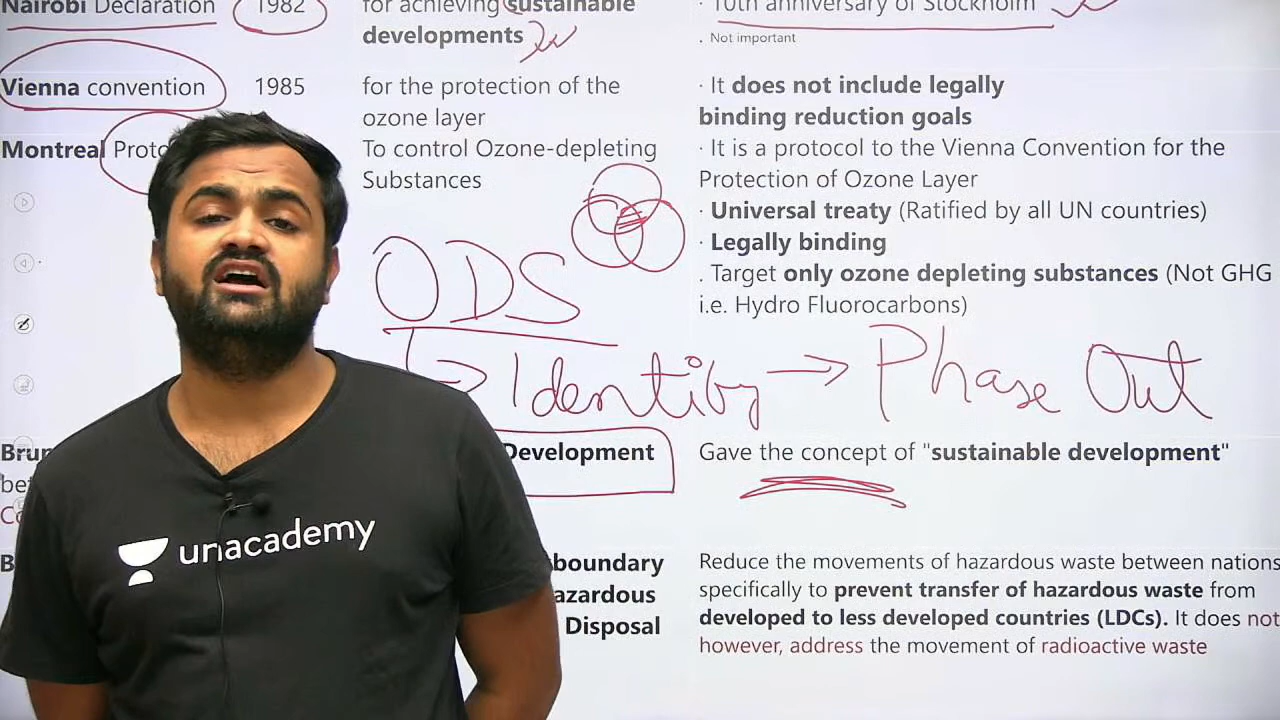 Nairobi Declaration 1982 for achieving sustainable developments
· 10th anniversary of Stockholm
. Not important
Vienna convention 1985 for the protection of the ozone layer
· It does not include legally
binding reduction goals
Montreal To control Ozone-depleting
Substances
· It is a protocol to the Vienna Convention for the
Protection of Ozone Layer
· Universal treaty (Ratified by all UN countries)
· Legally binding
. Target only ozone depleting substances (Not GHG
i.e. Hydro Fluorocarbons)
ODS
Identiby → Phase Out
Development
Gave the concept of "sustainable development"
unacademy
boundary
azardous
Disposal
Reduce the movements of hazardous waste between nations
specifically to prevent transfer of hazardous waste from
developed to less developed countries (LDCs). It does not
however, address the movement of radioactive waste